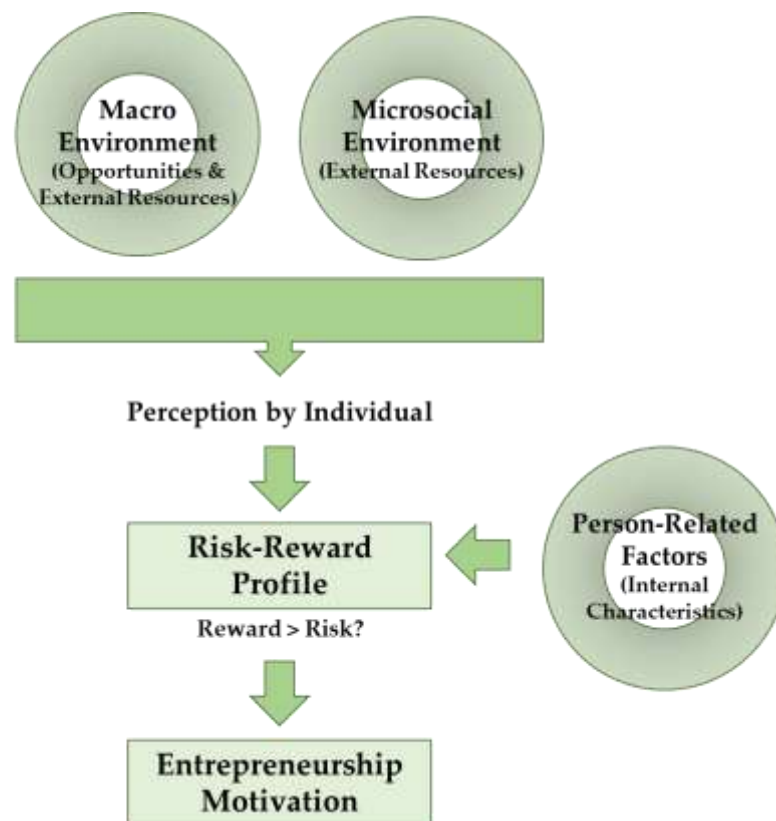 Macro
Environment
(Opportunities &
External Resources)
Microsocial
Environment
(External Resources)
Perception by Individual
Risk-Reward
Profile
Reward > Risk?
Person-Related
Factors
(Internal
Characteristics)
Entrepreneurship
Motivation